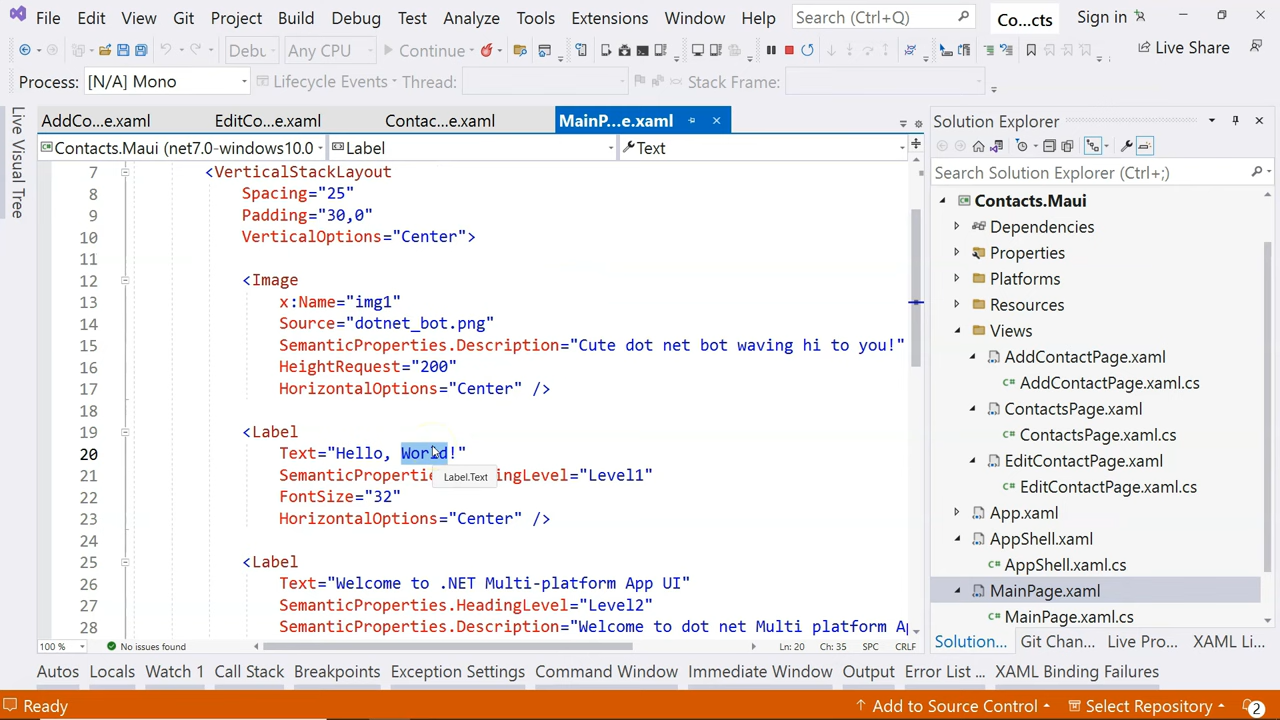 File Edit View Git Project Build Debug Test Analyze Tools Extensions Window Help Search (Ctrl+Q) Co...cts Sign in
Debu Any CPU Continue Live Share
Process: [N/A] Mono Lifecycle Events Thread: Stack Frame:
Live Visual Tree
AddCo...e.xaml EditCo...e.xaml Contac...e.xaml MainP...e.xaml
Contacts.Maui (net7.0-windows10.0 Label Text
7 <VerticalStackLayout
8 Spacing="25"
9 Padding="30,0"
10 VerticalOptions="Center">
11
12 <Image
13 x:Name="img1"
14 Source="dotnet_bot.png"
15 SemanticProperties.Description="Cute dot net bot waving hi to you!"
16 HeightRequest="200"
17 HorizontalOptions="Center" />
18
19 <Label
20 Text="Hello, World!"
21 SemanticPropertie ingLevel="Level1"
Label.Text
22 FontSize="32"
23 HorizontalOptions="Center" />
24
25 <Label
26 Text="Welcome to .NET Multi-platform App UI"
27 SemanticProperties.HeadingLevel="Level2"
28 SemanticProperties.Description="Welcome to dot net Multi platform A
100 % No issues found Ln: 20 Ch: 35 SPC CRLF
Solution Explorer
Search Solution Explorer (Ctrl+;)
Contacts.Maui
Dependencies
Properties
Platforms
Resources
Views
AddContactPage.xaml
AddContactPage.xaml.cs
ContactsPage.xaml
ContactsPage.xaml.cs
EditContactPage.xaml
EditContactPage.xaml.cs
App.xaml
AppShell.xaml
AppShell.xaml.cs
MainPage.xaml
MainPage.xaml.cs
Solution... Git Chan... Live Pro... XAML Li...
Autos Locals Watch 1 Call Stack Breakpoints Exception Settings Command Window Immediate Window Output Error List ... XAML Binding Failures
Ready Add to Source Control Select Repository 2